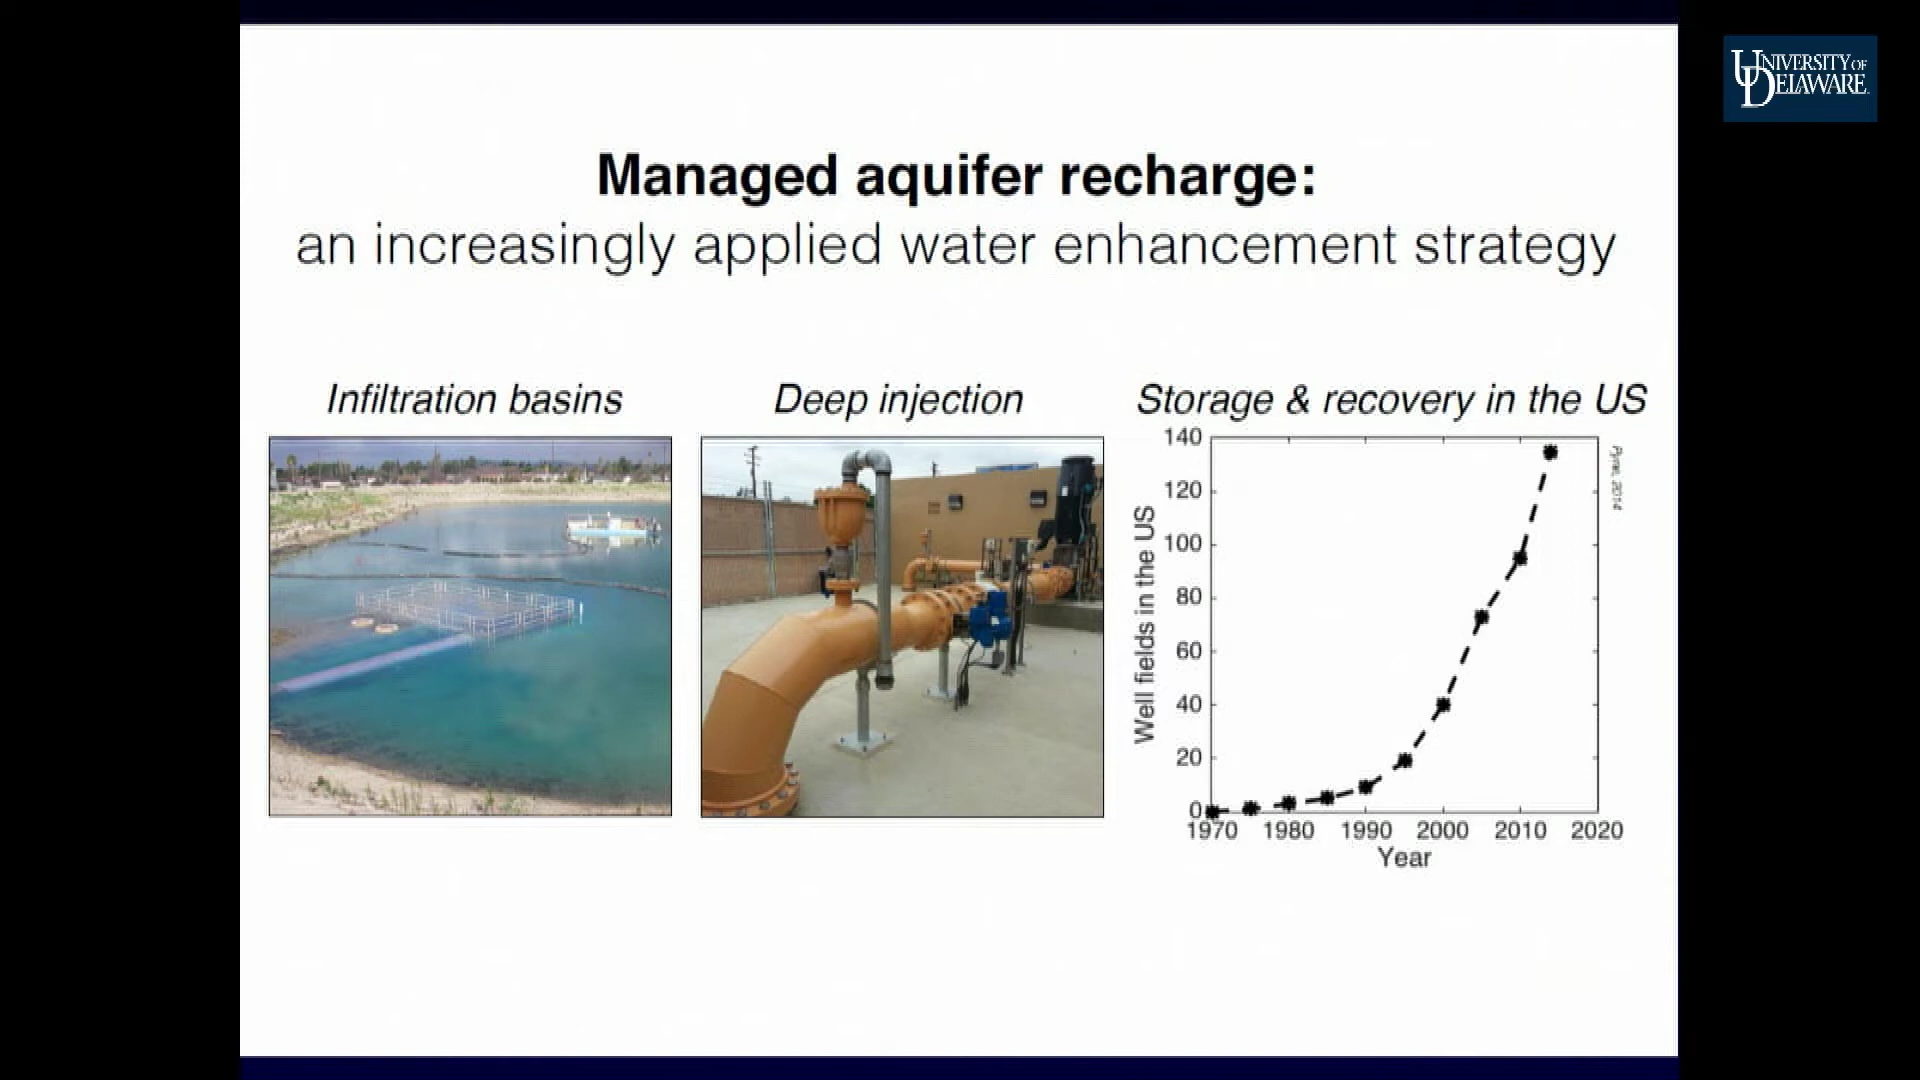 UNIVERSITY OF
DELAWARE
Managed aquifer recharge:
an increasingly applied water enhancement strategy
Infiltration basins
Deep injection
Storage & recovery in the US
Well fields in the US
140
120
100
80
60
40
20
0
1970 1980 1990 2000 2010 2020
Year
Pyne, 2014